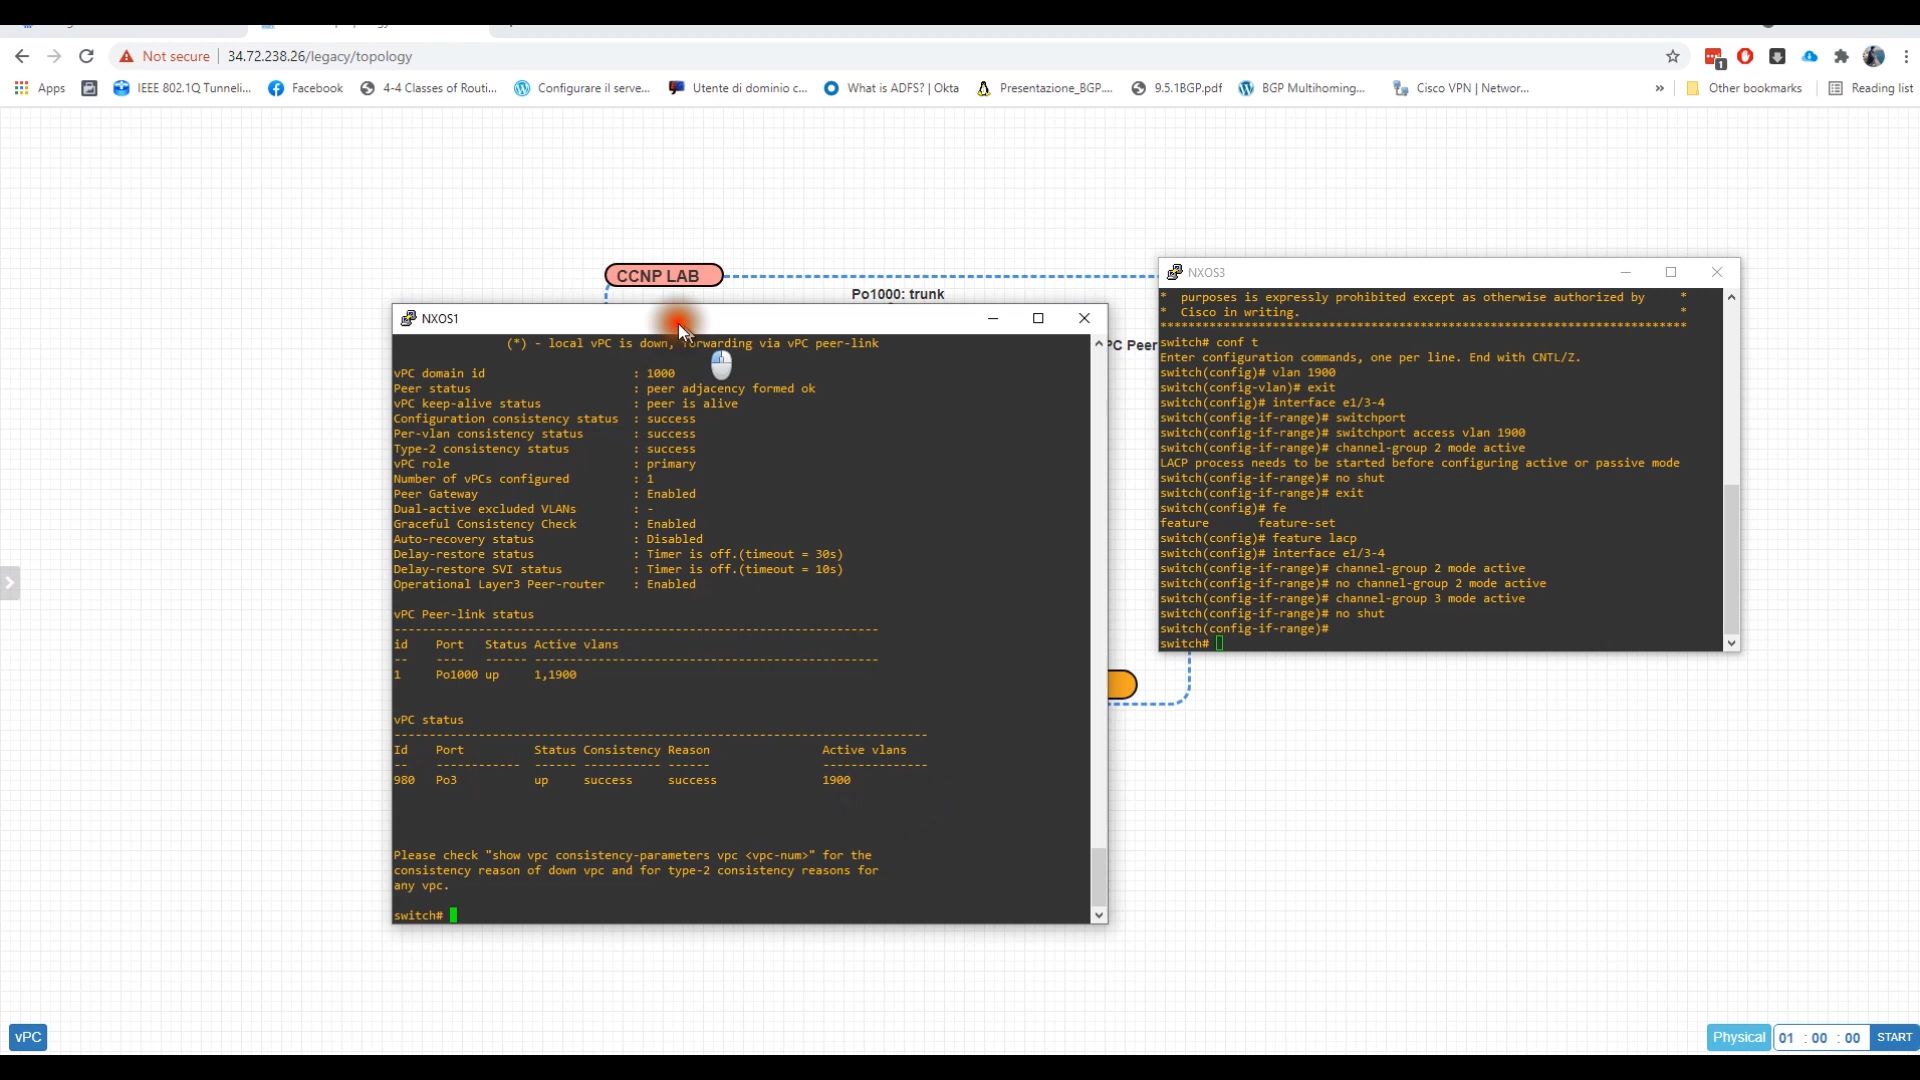 Not secure
34.72.238.26/legacy/topology
1
Apps
IEEE 802.1Q Tunneli...
Facebook
4-4 Classes of Routi...
Configurare il serve...
Utente di dominio c...
What is ADFS? | Okta
Presentazione_BGP....
9.5.1BGP.pdf
BGP Multihoming...
Cisco VPN | Networ...
»
Other bookmarks
Reading list
CCNP LAB
Po1000: trunk
PC Peer
NXOS1
(*) - local vPC is down, forwarding via vPC peer-link
vPC domain id : 1000
Peer status : peer adjacency formed ok
vPC keep-alive status : peer is alive
Configuration consistency status : success
Per-vlan consistency status : success
Type-2 consistency status : success
vPC role : primary
Number of vPCs configured : 1
Peer Gateway : Enabled
Dual-active excluded VLANs : -
Graceful Consistency Check : Enabled
Auto-recovery status : Disabled
Delay-restore status : Timer is off.(timeout = 30s)
Delay-restore SVI status : Timer is off.(timeout = 10s)
Operational Layer3 Peer-router : Enabled
vPC Peer-link status
---------------------------------------------------------------------
id Port Status Active vlans
-- ---- ------ -------------------------------------------------
1 Po1000 up 1,1900
vPC status
----------------------------------------------------------------------------
Id Port Status Consistency Reason Active vlans
-- ------------ ------ ----------- ------ ---------------
980 Po3 up success success 1900
Please check "show vpc consistency-parameters vpc <vpc-num>" for the
consistency reason of down vpc and for type-2 consistency reasons for
any vpc.
switch#
NXOS3
* purposes is expressly prohibited except as otherwise authorized by *
* Cisco in writing. *
***************************************************************************
switch# conf t
Enter configuration commands, one per line. End with CNTL/Z.
switch(config)# vlan 1900
switch(config-vlan)# exit
switch(config)# interface e1/3-4
switch(config-if-range)# switchport
switch(config-if-range)# switchport access vlan 1900
switch(config-if-range)# channel-group 2 mode active
LACP process needs to be started before configuring active or passive mode
switch(config-if-range)# no shut
switch(config-if-range)# exit
switch(config)# fe
feature feature-set
switch(config)# feature lacp
switch(config)# interface e1/3-4
switch(config-if-range)# channel-group 2 mode active
switch(config-if-range)# no channel-group 2 mode active
switch(config-if-range)# channel-group 3 mode active
switch(config-if-range)# no shut
switch(config-if-range)#
switch#
vPC
Physical
01 : 00 : 00
START